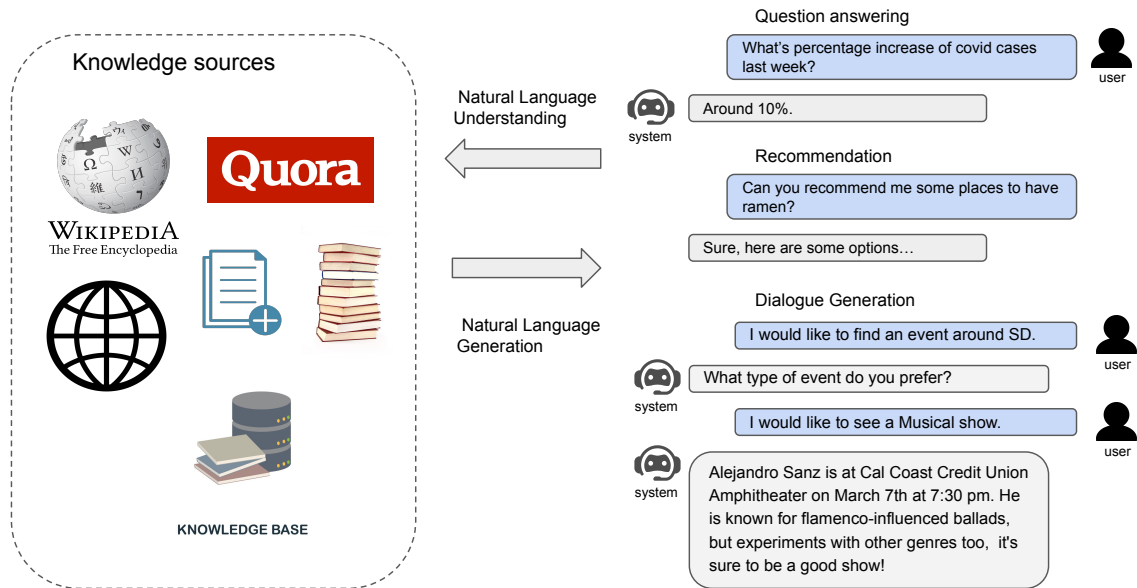 Knowledge sources
WIKIPEDIA
The Free Encyclopedia
Quora
KNOWLEDGE BASE
Natural Language
Understanding
Natural Language
Generation
Question answering
What's percentage increase of covid cases
last week?
user
Around 10%.
system
Recommendation
Can you recommend me some places to have
ramen?
Sure, here are some options…
Dialogue Generation
I would like to find an event around SD.
user
What type of event do you prefer?
system
I would like to see a Musical show.
user
system
Alejandro Sanz is at Cal Coast Credit Union
Amphitheater on March 7th at 7:30 pm. He
is known for flamenco-influenced ballads,
but experiments with other genres too,  it's
sure to be a good show!